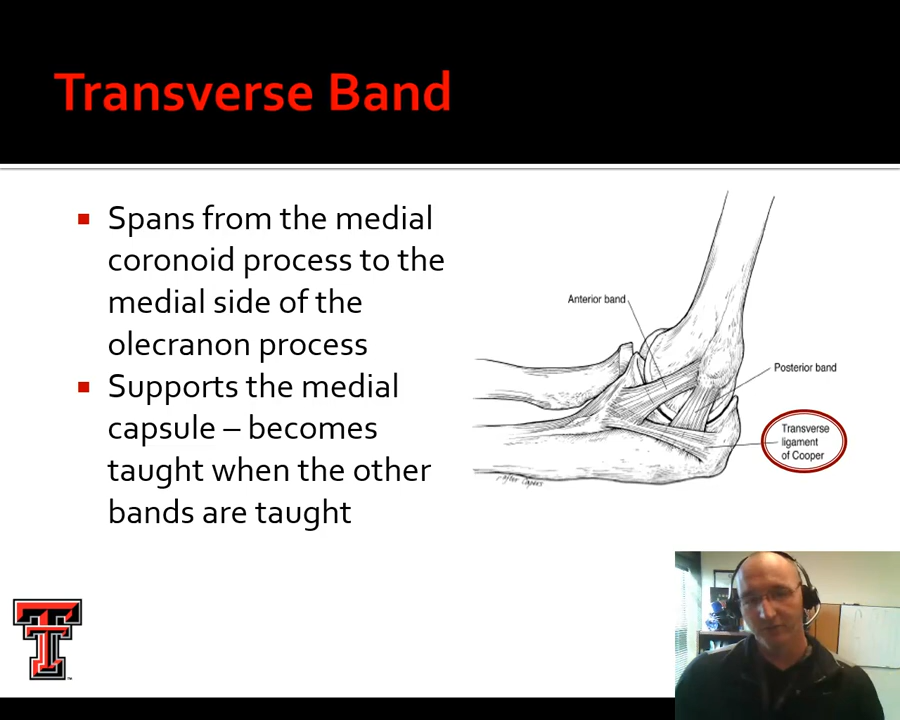 Transverse Band
Spans from the medial
coronoid process to the
medial side of the
olecranon process
Supports the medial
capsule – becomes
taught when the other
bands are taught
Anterior band
Posterior band
Transverse
ligament
of Cooper